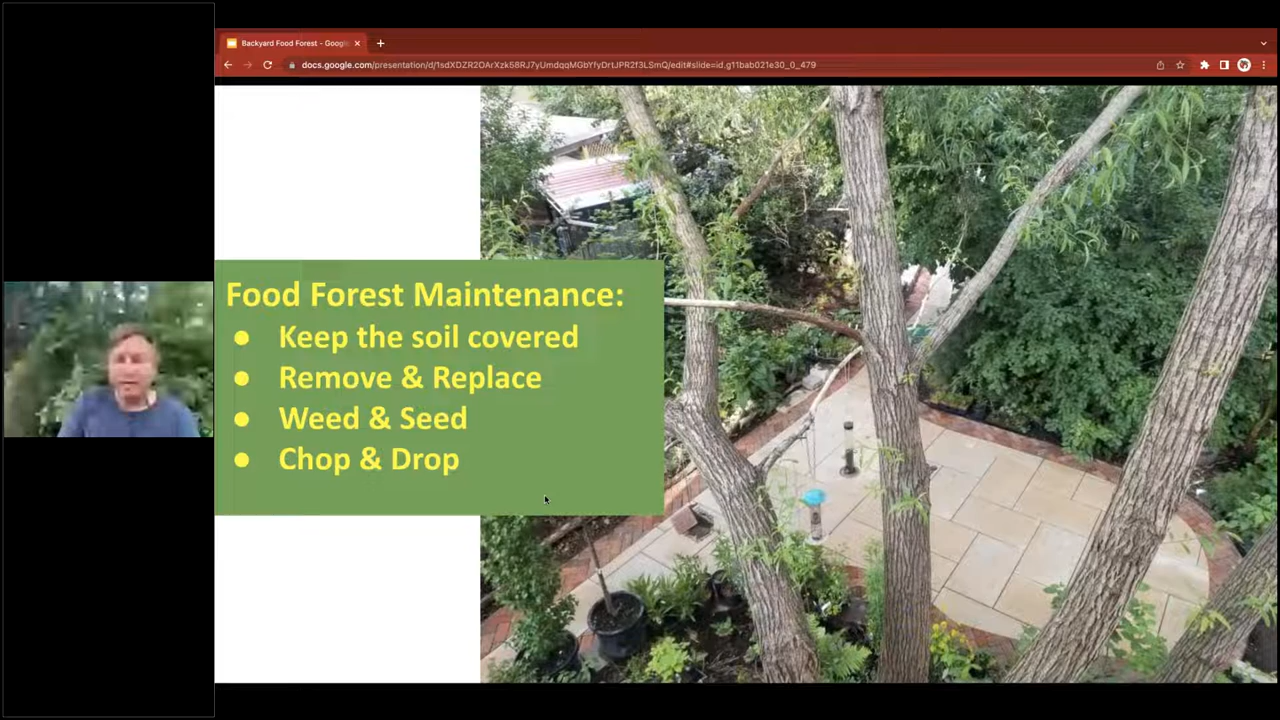 Backyard Food Forest - Goog
docs.google.com/presentation/d/1sdXDZR2OArXzk58RJ7yUmdqqMGbYfyDrtJPR2f3LSmQ/edit#slide=id.g11bab021e30_0_479
Food Forest Maintenance:
● Keep the soil covered
● Remove & Replace
● Weed & Seed
● Chop & Drop